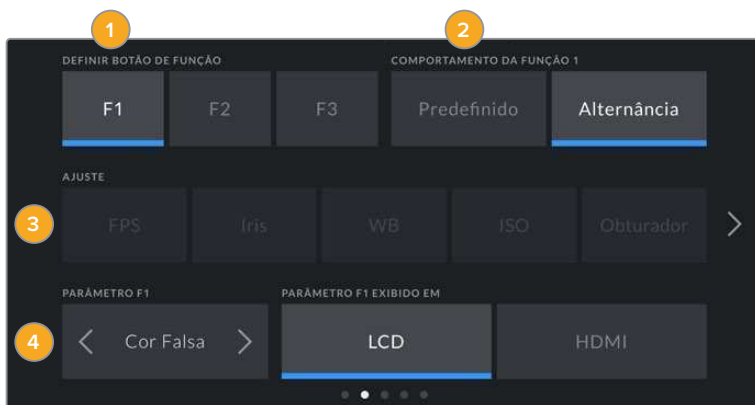 1 2
DEFINIR BOTÃO DE FUNÇÃO COMPORTAMENTO DA FUNÇÃO 1
F1 F2 F3 Predefinido Alternância
AJUSTE
3 FPS Iris WB ISO Obturador
PARÂMETRO F1 PARÂMETRO F1 EXIBIDO EM
4 Cor Falsa LCD HDMI